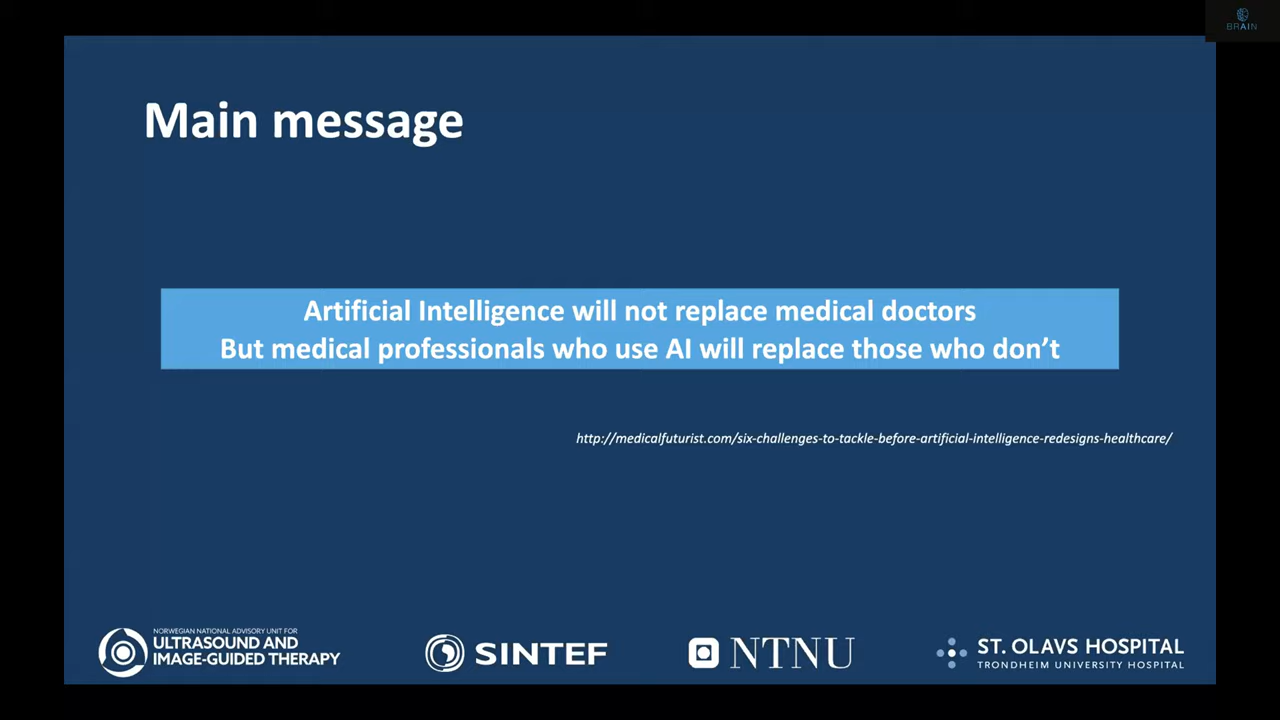 BRAIN
Main message
Artificial Intelligence will not replace medical doctors
But medical professionals who use AI will replace those who don’t
http://medicalfuturist.com/six-challenges-to-tackle-before-artificial-intelligence-redesigns-healthcare/
NORWEGIAN NATIONAL ADVISORY UNIT FOR
ULTRASOUND AND
IMAGE-GUIDED THERAPY
SINTEF
NTNU
ST. OLAVS HOSPITAL
TRONDHEIM UNIVERSITY HOSPITAL